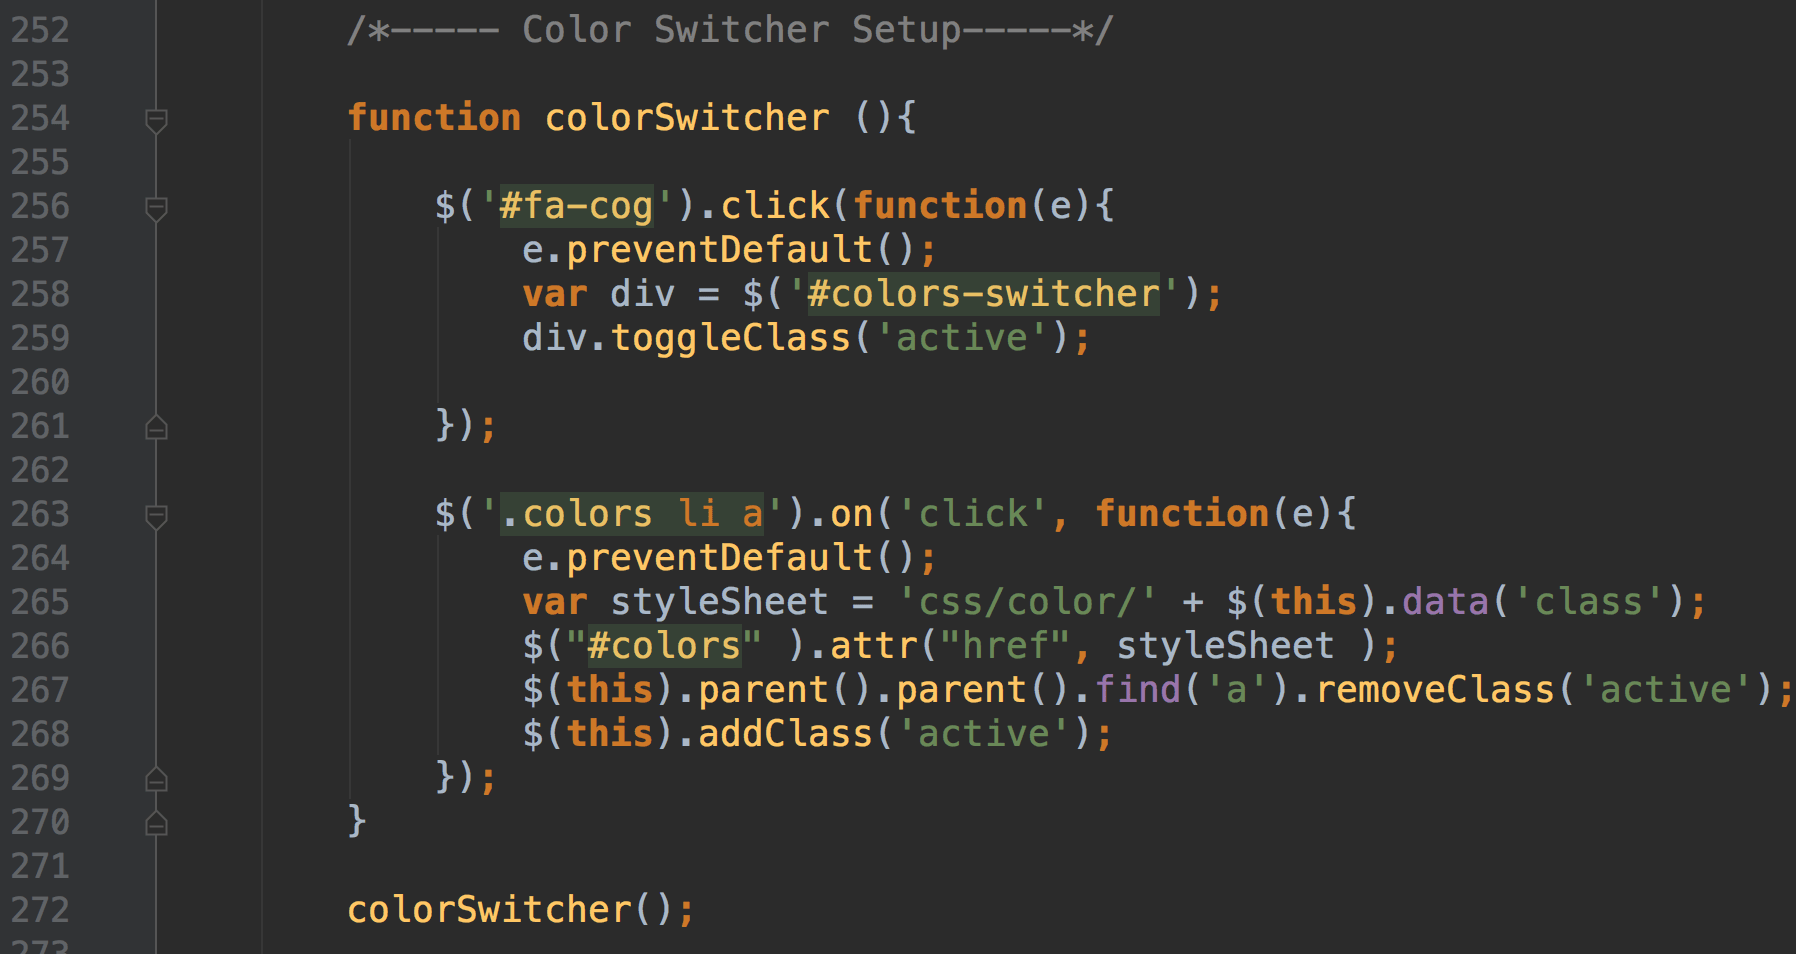 252 /*----- Color Switcher Setup-----*/
253
254 function colorSwitcher (){
255
256 $('#fa-cog').click(function(e){
257 e.preventDefault();
258 var div = $('#colors-switcher');
259 div.toggleClass('active');
260
261 });
262
263 $('.colors li a').on('click', function(e){
264 e.preventDefault();
265 var styleSheet = 'css/color/' + $(this).data('class');
266 $("#colors" ).attr("href", styleSheet );
267 $(this).parent().parent().find('a').removeClass('active');
268 $(this).addClass('active');
269 });
270 }
271
272 colorSwitcher();
273